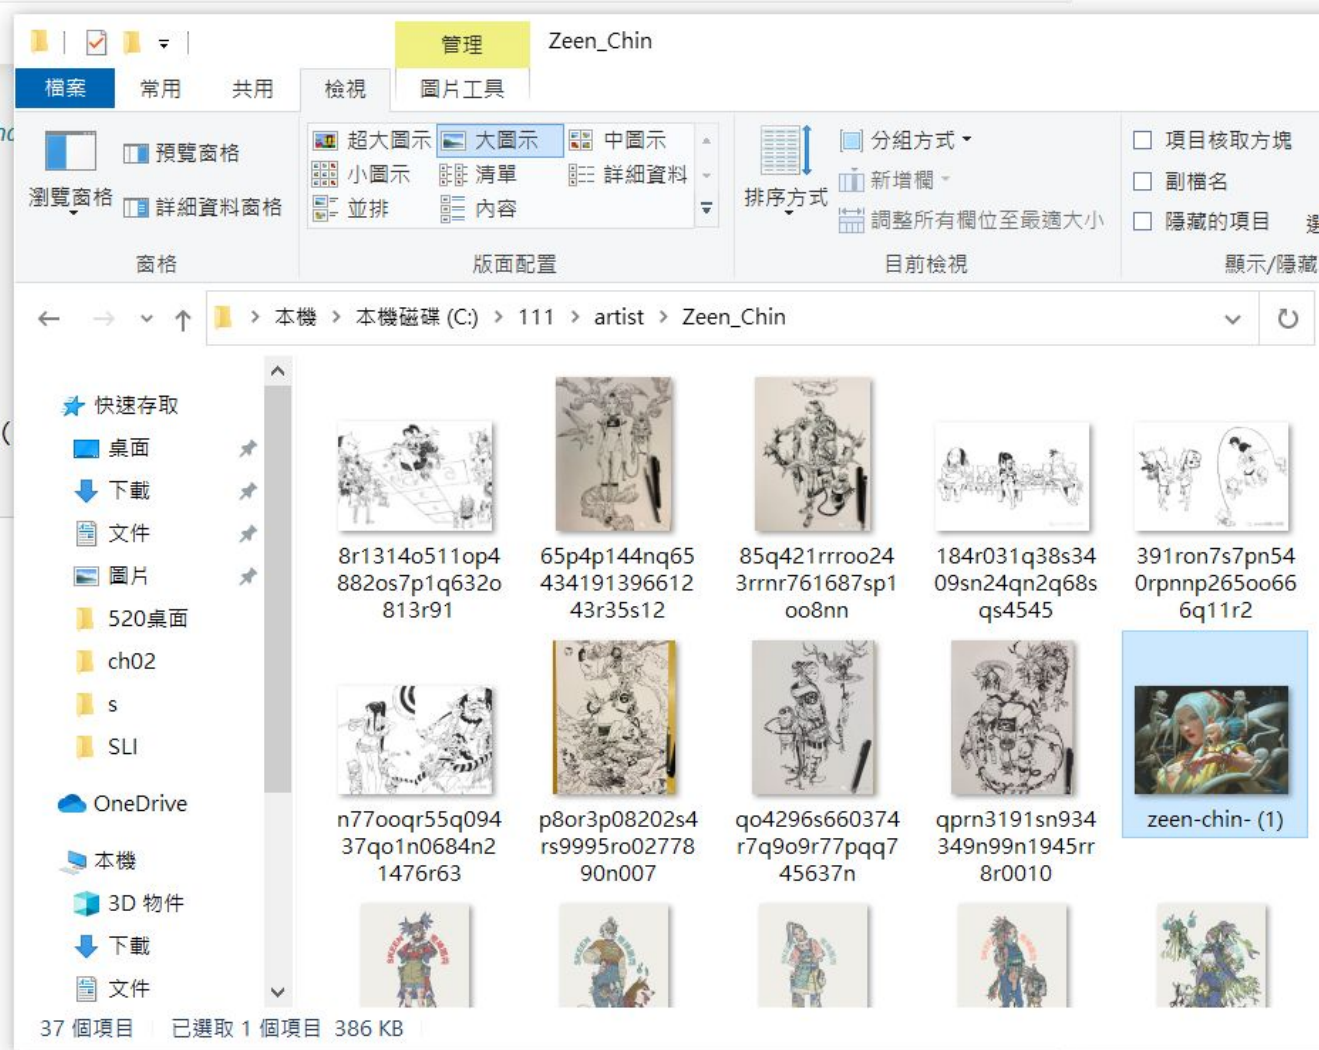 管理
Zeen_Chin
檔案
常用
共用
檢視
圖片工具
瀏覽窗格
預覽窗格
詳細資料窗格
窗格
超大圖示
大圖示
中圖示
小圖示
清單
詳細資料
並排
內容
版面配置
排序方式
分組方式
新增欄
調整所有欄位至最適大小
目前檢視
項目核取方塊
副檔名
隱藏的項目
選
顯示/隱藏
本機 > 本機磁碟 (C:) > 111 > artist > Zeen_Chin
快速存取
桌面
下載
文件
圖片
520桌面
ch02
s
SLI
OneDrive
本機
3D 物件
下載
文件
8r1314o511op4
882os7p1q632o
813r91
65p4p144nq65
434191396612
43r35s12
85q421rrroo24
3rrnr761687sp1
oo8nn
184r031q38s34
09sn24qn2q68s
qs4545
391ron7s7pn54
0rpnnp265oo66
6q11r2
n77ooqr55q094
37qo1n0684n2
1476r63
p8or3p08202s4
rs9995ro02778
90n007
qo4296s660374
r7q9o9r77pqq7
45637n
qprn3191sn934
349n99n1945rr
8r0010
zeen-chin- (1)
SKEEN
SKEEN
SKEEN
SKEEN
37 個項目
已選取 1 個項目 386 KB